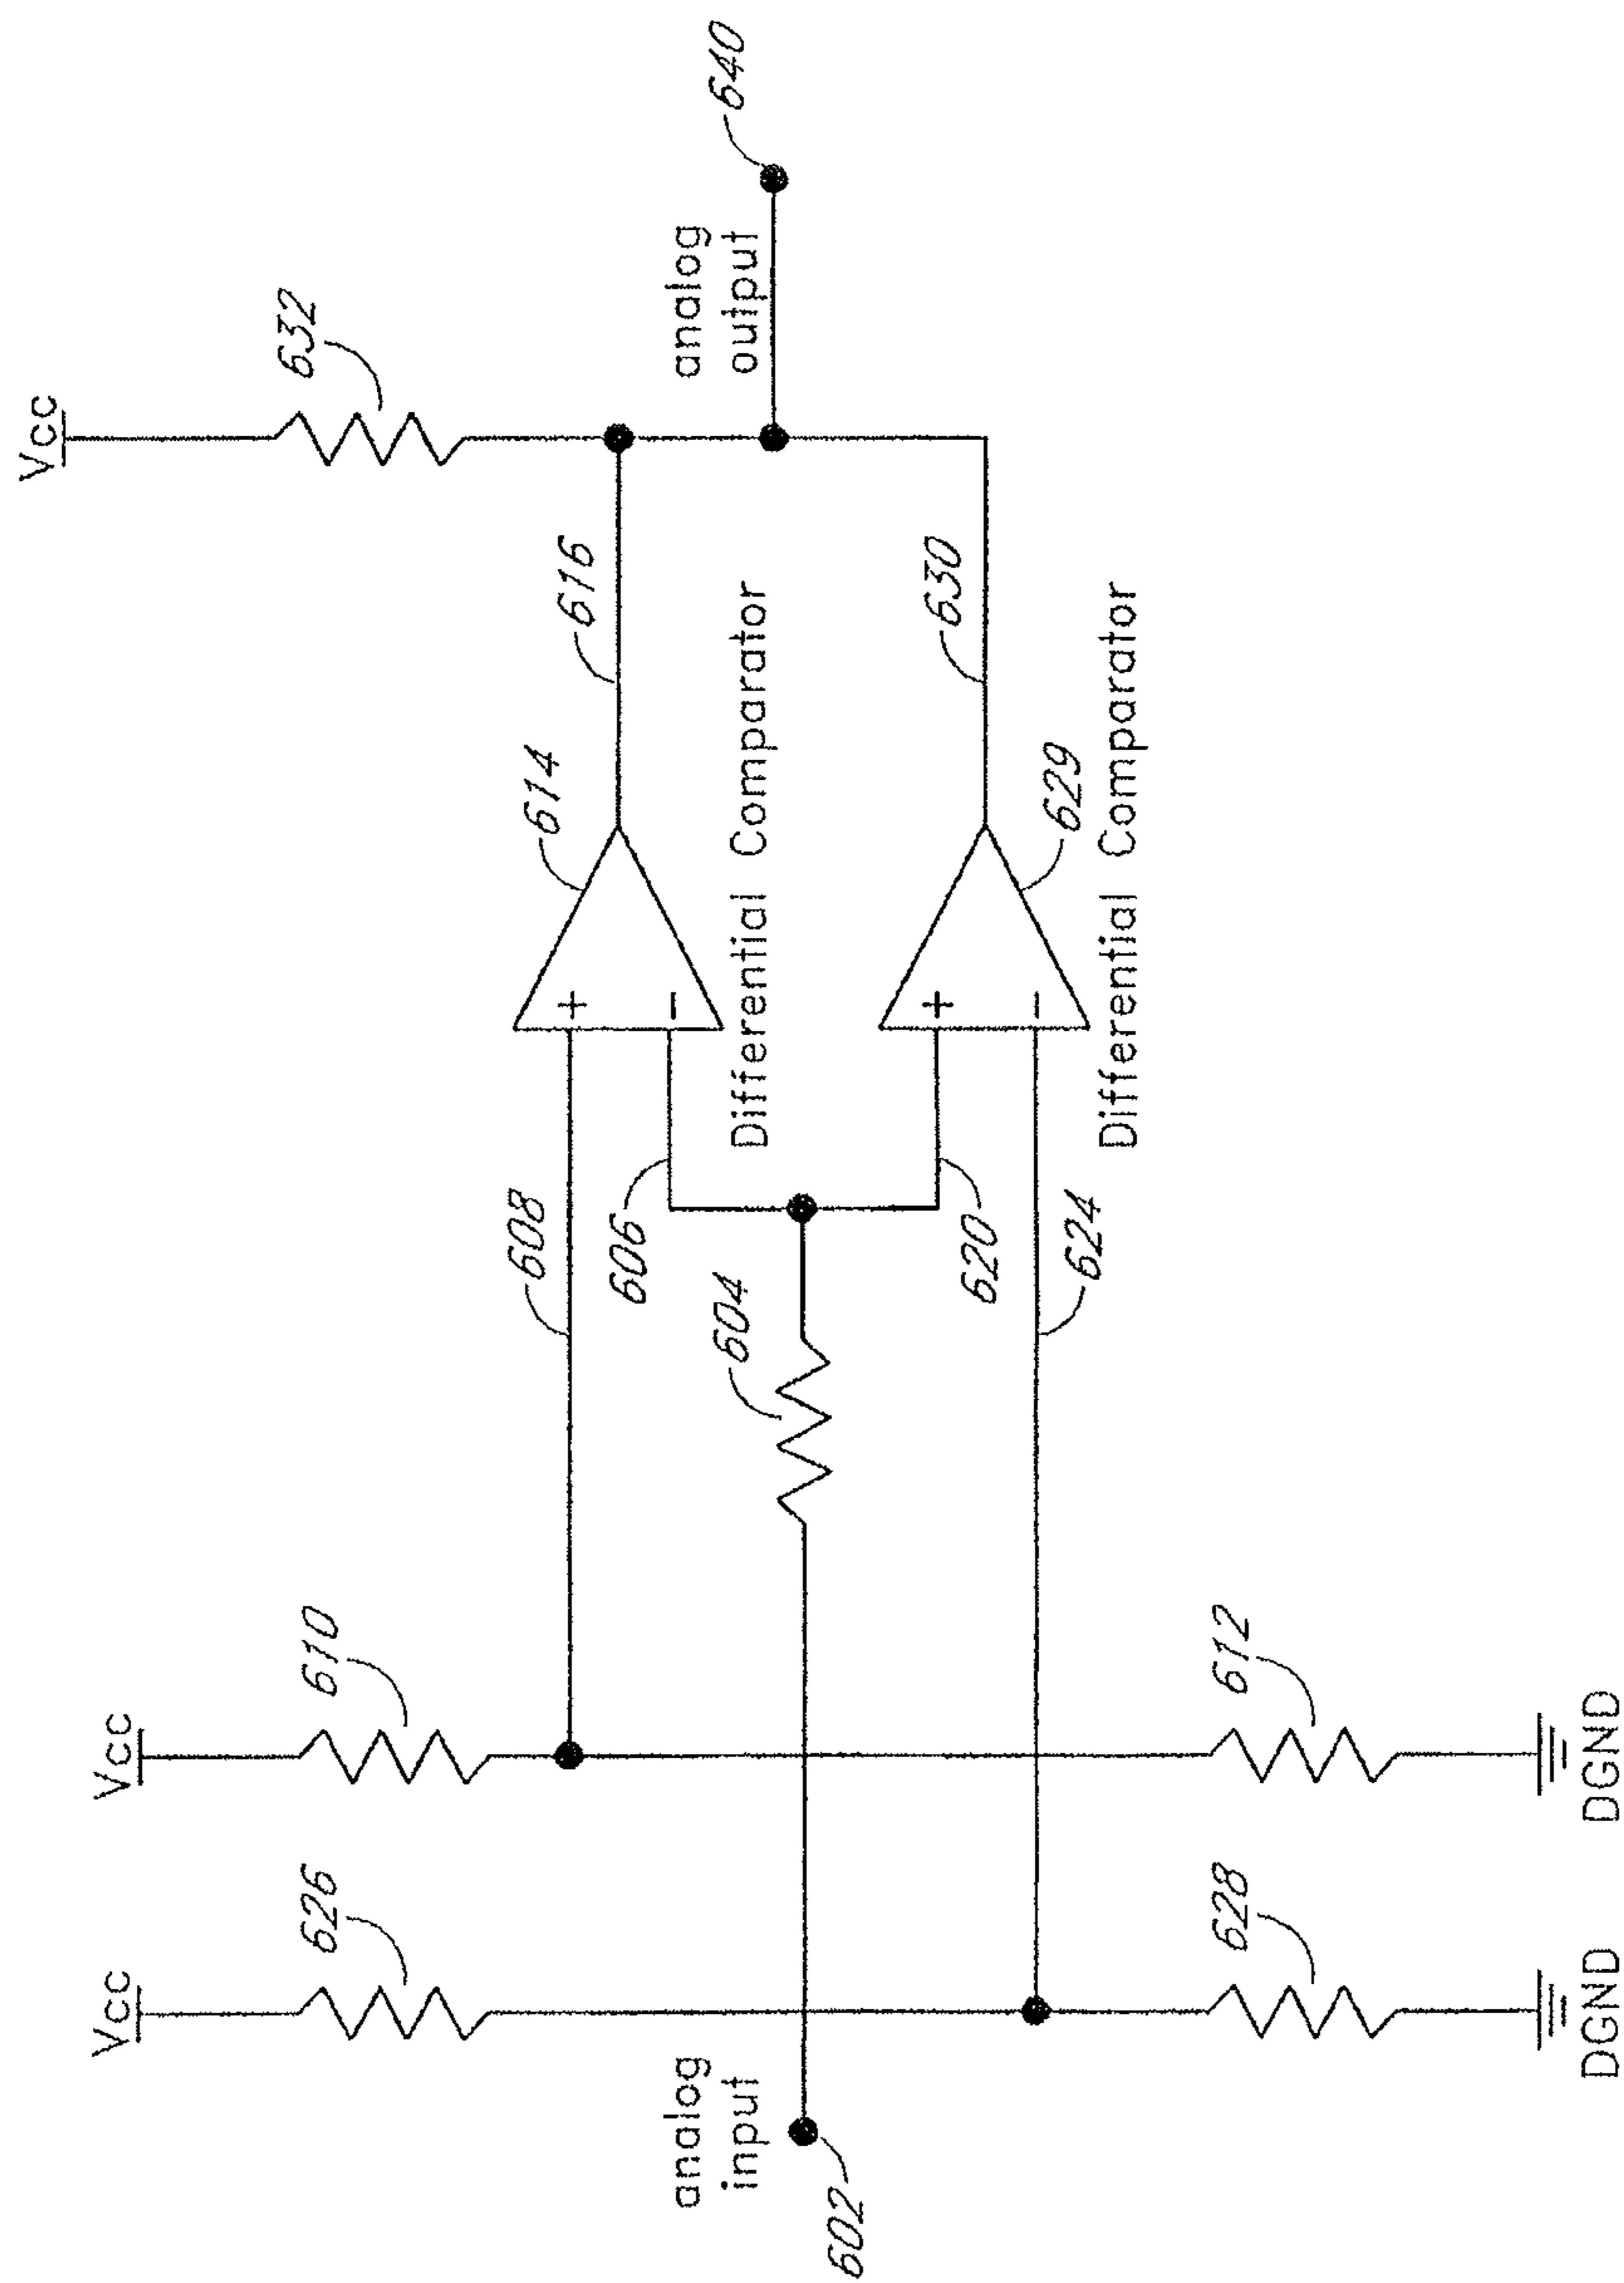 Vcc
632
Vcc
Vcc
626
610
608
614
616
606
analog
output
640
analog
input
602
604
Differential Comparator
620
630
624
629
Differential Comparator
628
612
DGND
DGND